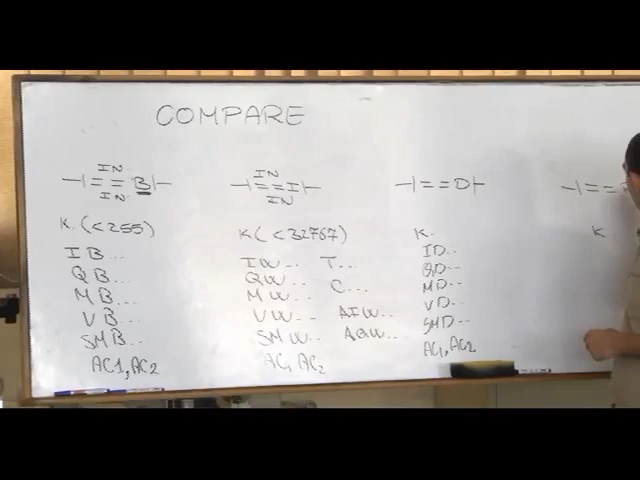 COMPARE
IN
⊣==B⊢
IN
K. (<255)
IB...
QB...
MB...
VB...
SMB..
AC1, AC2
IN
⊣==I⊢
IN
K (<32767)
IW... T...
QW... C...
MW...
VW... AIW..
SMW.. AQW..
AC1 AC2
⊣==D⊢
K.
ID..
QD--
MD--
VD--
SMD--
AC1, AC2
⊣==
K